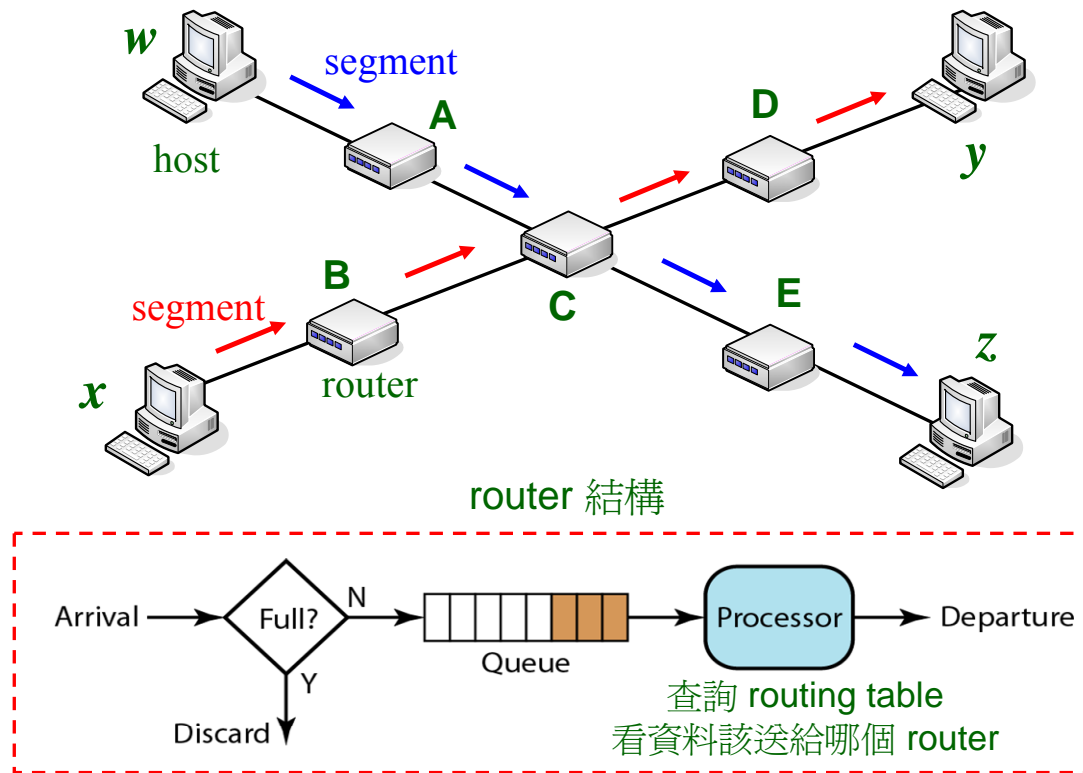 w
segment
A
host
D
y
B
C
segment
router
E
x
z
router 結構
Arrival
Full?
N
Y
Discard
Queue
Processor
Departure
查詢 routing table
看資料該送給哪個 router